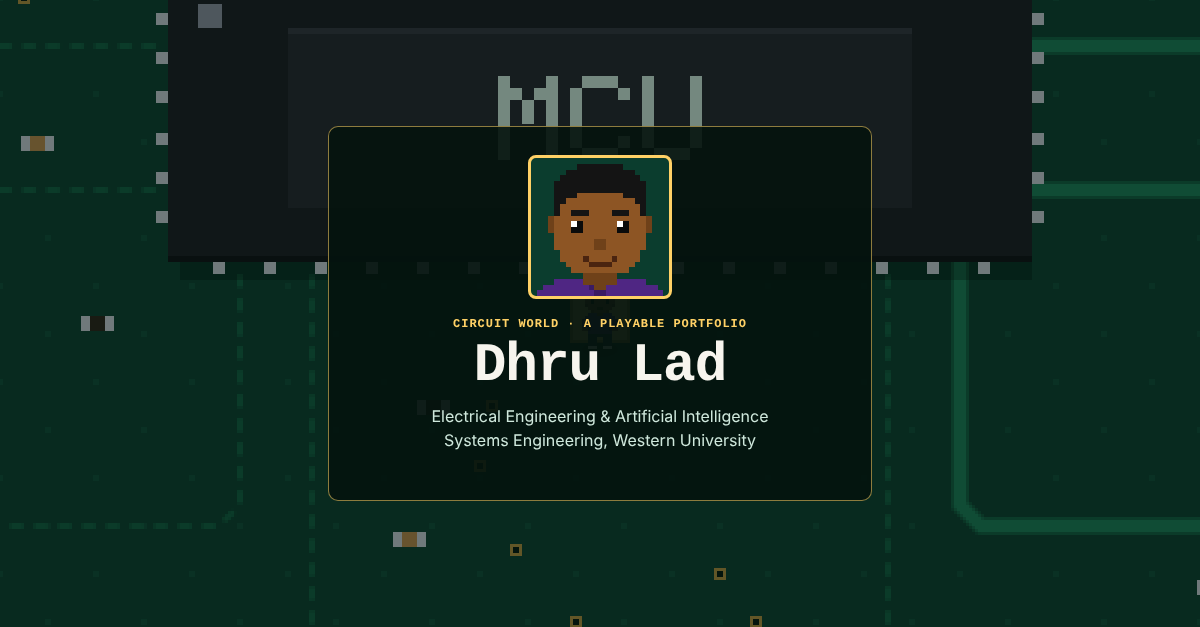 MCU
CIRCUIT WORLD · A PLAYABLE PORTFOLIO
Dhru Lad
Electrical Engineering & Artificial Intelligence
Systems Engineering, Western University